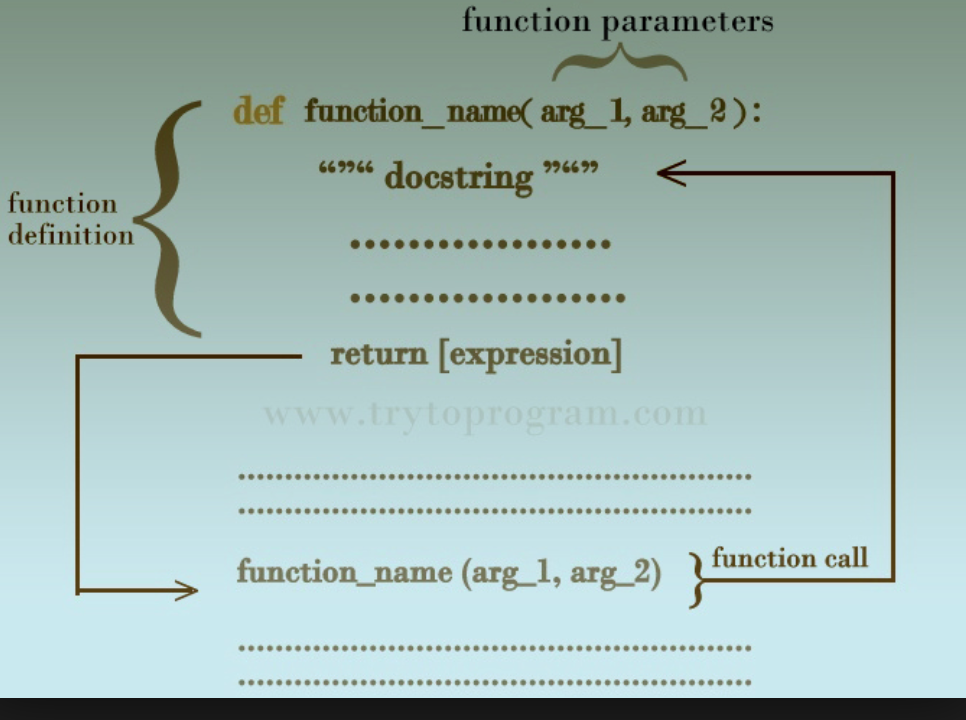 function parameters
def function_name( arg_1, arg_2 ):
“”“ docstring ”“”
function
definition
..................
...................
return [expression]
www.trytoprogram.com
.......................................................
.......................................................
function_name (arg_1, arg_2)
function call
.......................................................
.......................................................